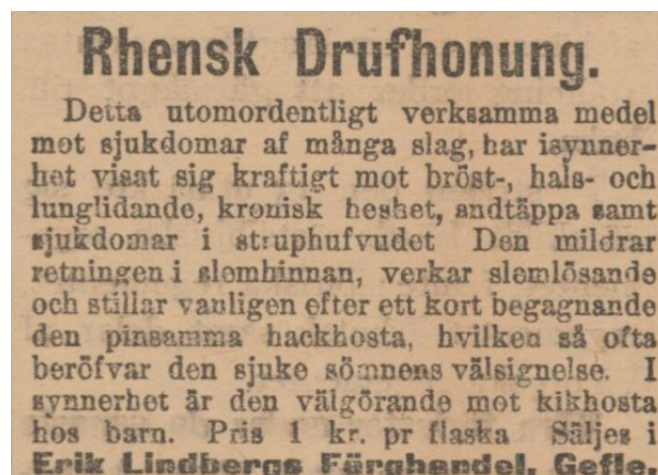 Rhensk Drufhonung.
Detta utomordentligt verksamma medel
mot sjukdomar af många slag, har isynner-
het visat sig kraftigt mot bröst-, hals- och
lunglidande, kronisk heshet, andtäppa samt
sjukdomar i struphufvudet Den mildrar
retningen i slemhinnan, verkar slemlösande
och stillar vanligen efter ett kort begagnande
den pinsamma hackhosta, hvilken så ofta
beröfvar den sjuke sömnens välsignelse. I
synnerhet är den välgörande mot kikhosta
hos barn. Pris 1 kr. pr flaska Säljes i
Erik Lindbergs Färghandel, Gefle.